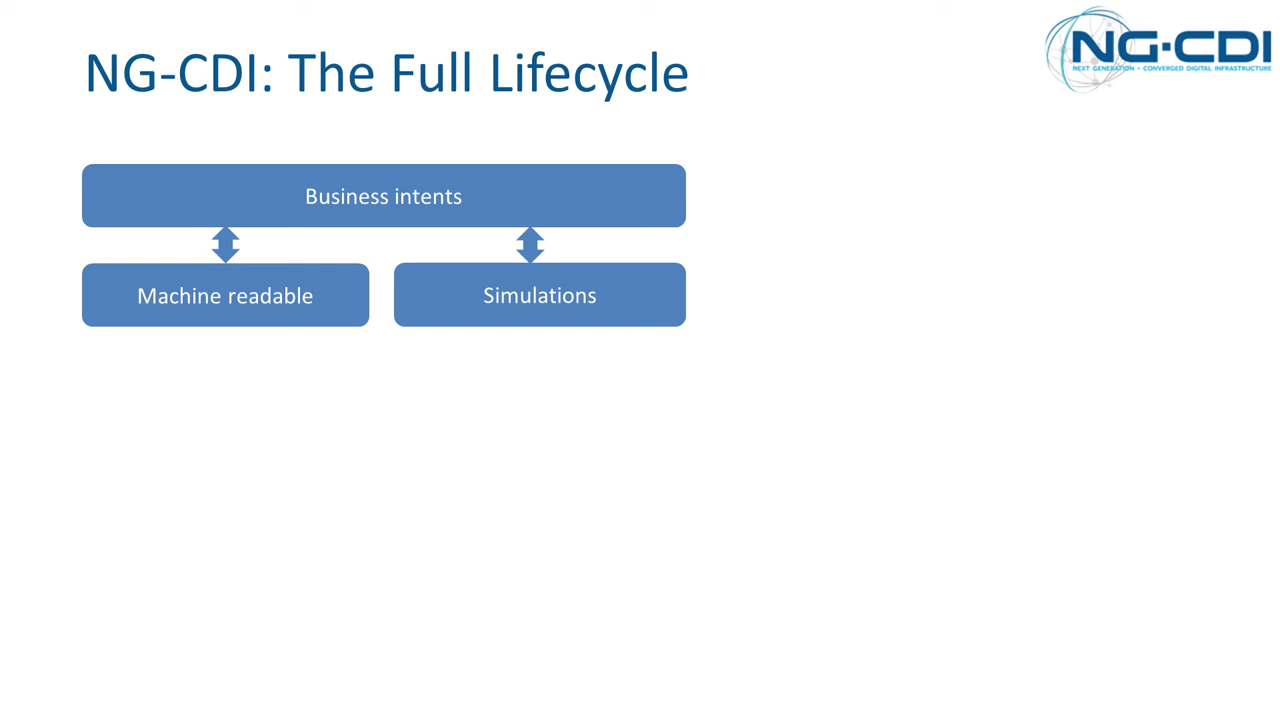 NG-CDI: The Full Lifecycle
NG-CDI
NEXT GENERATION • CONVERGED DIGITAL INFRASTRUCTURE
Business intents
Machine readable
Simulations